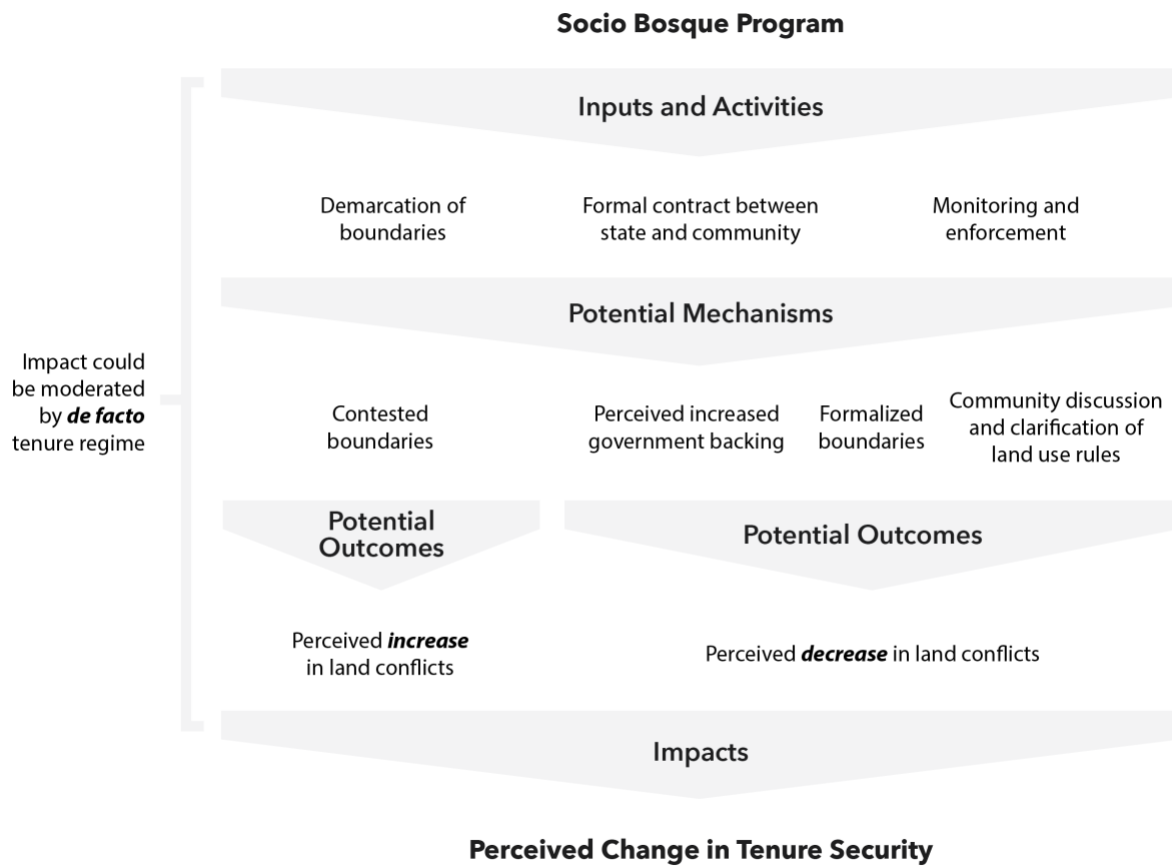 Socio Bosque Program
Inputs and Activities
Demarcation of
boundaries
Formal contract between
state and community
Monitoring and
enforcement
Potential Mechanisms
Impact could
be moderated
by de facto
tenure regime
Contested
boundaries
Perceived increased
government backing
Formalized
boundaries
Community discussion
and clarification of
land use rules
Potential
Outcomes
Potential Outcomes
Perceived increase
in land conflicts
Perceived decrease in land conflicts
Impacts
Perceived Change in Tenure Security